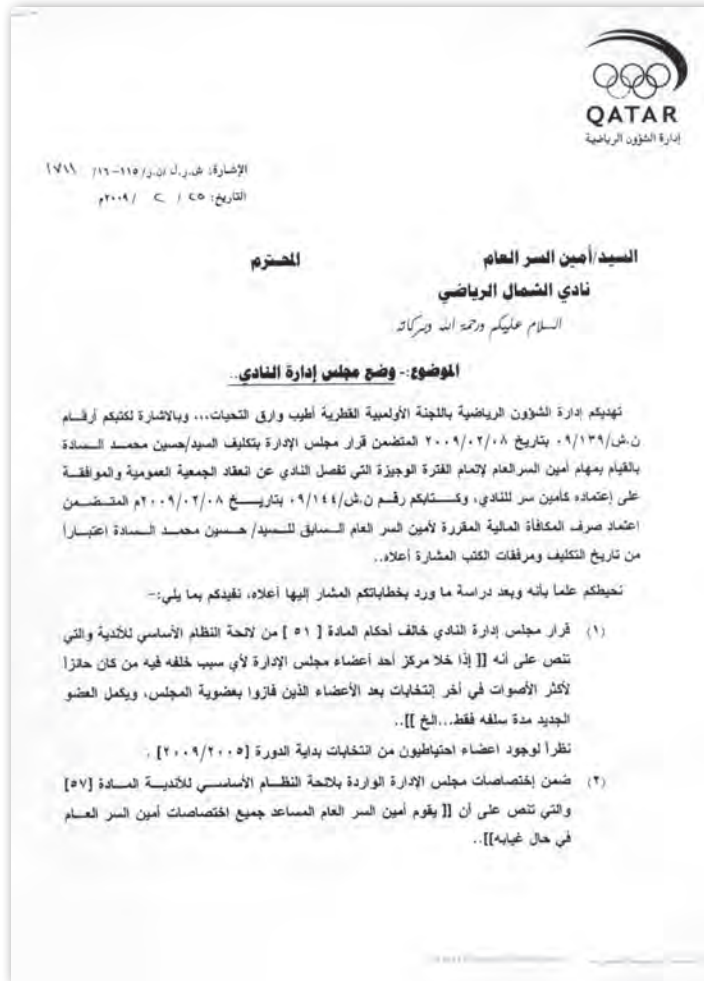 QATAR
إدارة الشؤون الرياضية
الإشارة: ش.ر.ل/ن.ر/١١٥-١٦/ ١٧١١
التاريخ: ٢٥ / ٢ / ٢٠٠٩م
السيد/أمين السر العام المحترم
نادي الشمال الرياضي
السلام عليكم ورحمة الله وبركاته
الموضوع:- وضع مجلس إدارة النادي..
تهديكم إدارة الشؤون الرياضية باللجنة الأولمبية القطرية أطيب وارق التحيات... وبالاشارة لكتبكم أرقام
ن.ش/٠٩/١٣٩ بتاريخ ٢٠٠٩/٠٢/٠٨ المتضمن قرار مجلس الإدارة بتكليف السيد/حسين محمد السادة
بالقيام بمهام أمين السرالعام لإتمام الفترة الوجيزة التي تفصل النادي عن انعقاد الجمعية العمومية والموافقة
على إعتماده كأمين سر للنادي، وكتابكم رقم ن.ش/٠٩/١٤٤ بتاريخ ٢٠٠٩/٠٢/٠٨م المتضمن
اعتماد صرف المكافأة المالية المقررة لأمين السر العام السابق للسيد/ حسين محمد السادة اعتباراً
من تاريخ التكليف ومرفقات الكتب المشارة أعلاه..
نحيطكم علما بأنه وبعد دراسة ما ورد بخطاباتكم المشار إليها أعلاه، نفيدكم بما يلي:-
(١) قرار مجلس إدارة النادي خالف أحكام المادة [ ٥١ ] من لائحة النظام الأساسي للأندية والتي
تنص على أنه [[ إذا خلا مركز أحد أعضاء مجلس الإدارة لأي سبب خلفه فيه من كان حائزاً
لأكثر الأصوات في أخر إنتخابات بعد الأعضاء الذين فازوا بعضوية المجلس، ويكمل العضو
الجديد مدة سلفه فقط...الخ ]]..
نظراً لوجود اعضاء احتياطيون من انتخابات بداية الدورة [٢٠٠٩/٢٠٠٥] .
(٢) ضمن إختصاصات مجلس الإدارة الواردة بلائحة النظام الأساسي للأندية المادة [٥٧]
والتي تنص على أن [[ يقوم أمين السر العام المساعد جميع اختصاصات أمين السر العام
في حال غيابه]]..